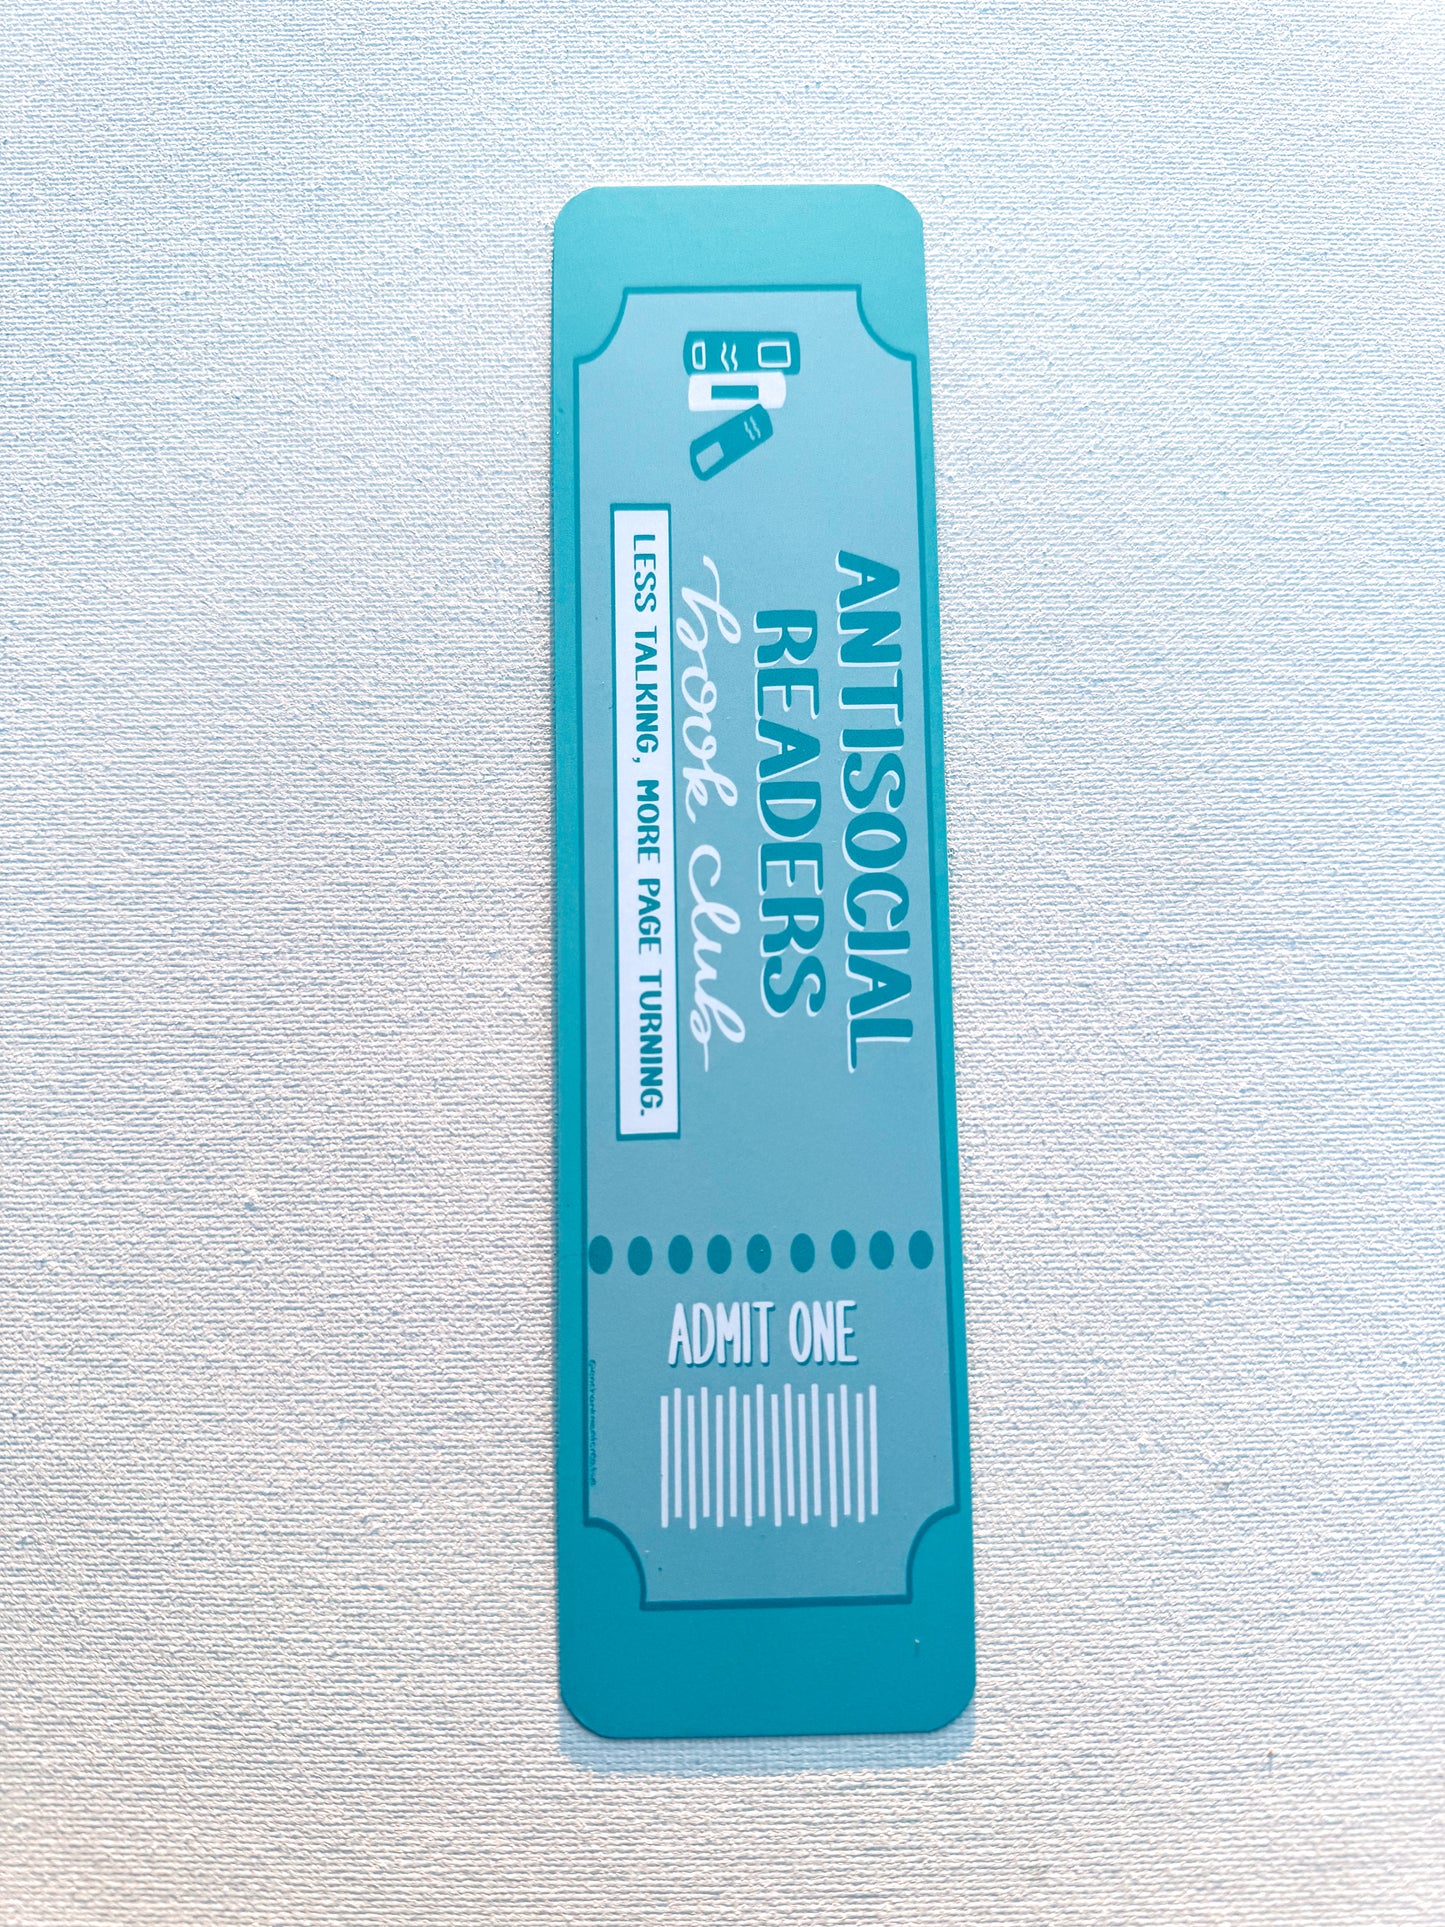 ANTISOCIAL
READERS
book club
LESS TALKING, MORE PAGE TURNING.
ADMIT ONE